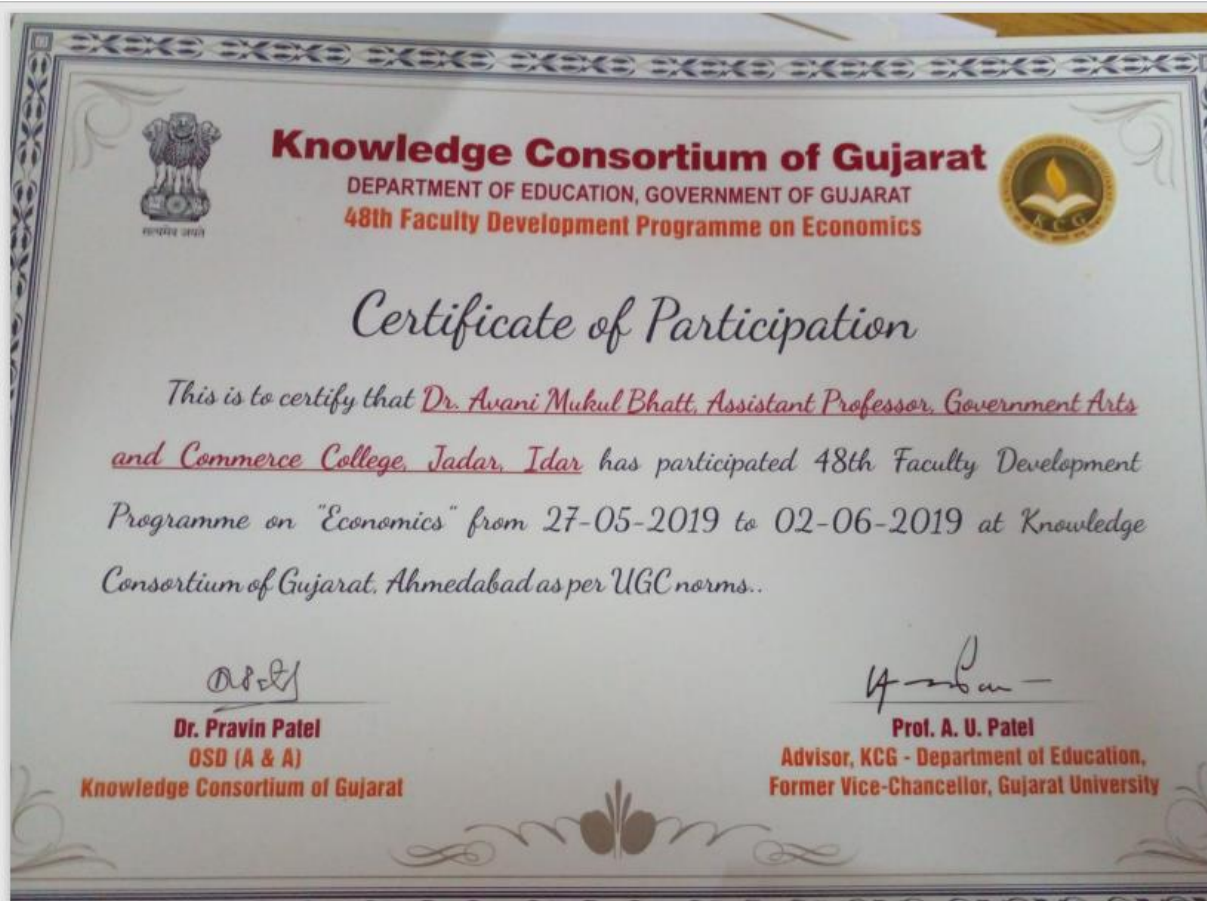 सत्यमेव जयते
Knowledge Consortium of Gujarat
DEPARTMENT OF EDUCATION, GOVERNMENT OF GUJARAT
48th Faculty Development Programme on Economics
KCG
Certificate of Participation
This is to certify that Dr. Avani Mukul Bhatt, Assistant Professor, Government Arts
and Commerce College, Jadar, Idar has participated 48th Faculty Development
Programme on "Economics" from 27-05-2019 to 02-06-2019 at Knowledge
Consortium of Gujarat, Ahmedabad as per UGC norms..
Dr. Pravin Patel
OSD (A & A)
Knowledge Consortium of Gujarat
Prof. A. U. Patel
Advisor, KCG - Department of Education,
Former Vice-Chancellor, Gujarat University